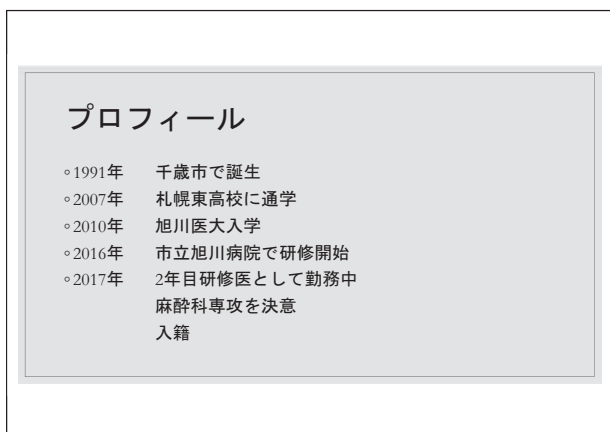 プロフィール
◦1991年 千歳市で誕生
◦2007年 札幌東高校に通学
◦2010年 旭川医大入学
◦2016年 市立旭川病院で研修開始
◦2017年 2年目研修医として勤務中
麻酔科専攻を決意
入籍